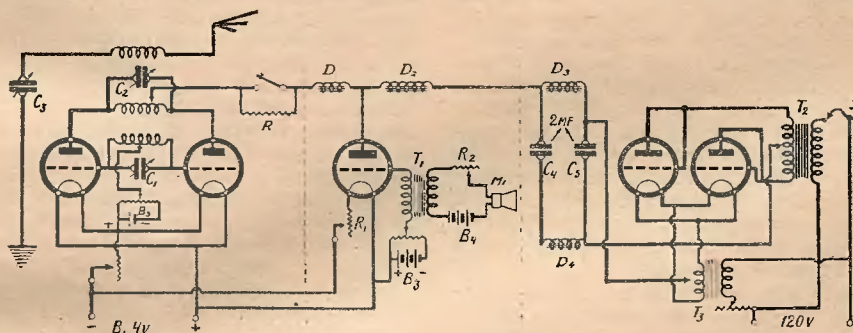 C₃
C₂
C₁
+ −
− B. 4v +
R
D
D₂
T₁
R₁
R₂
M₁
B₄
+ −
B₃
D₃
2MF
C₄ C₅
D₄
T₂
T₃
120V